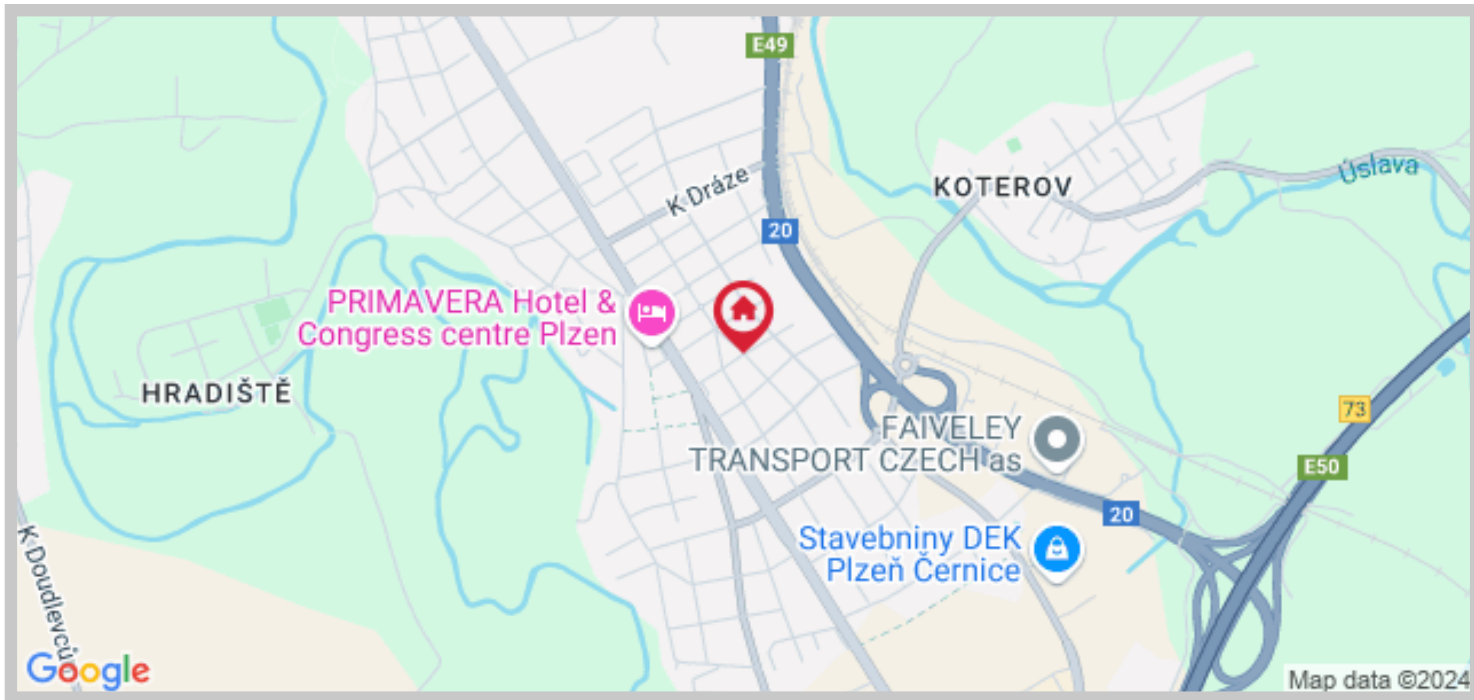 E49
K Dráze
KOTEROV
Úslava
20
PRIMAVERA Hotel &
Congress centre Plzen
HRADIŠTĚ
73
FAIVELEY
TRANSPORT CZECH as
E50
20
Stavebniny DEK
Plzeň Černice
K Doudlevcům
Google
Map data ©2024